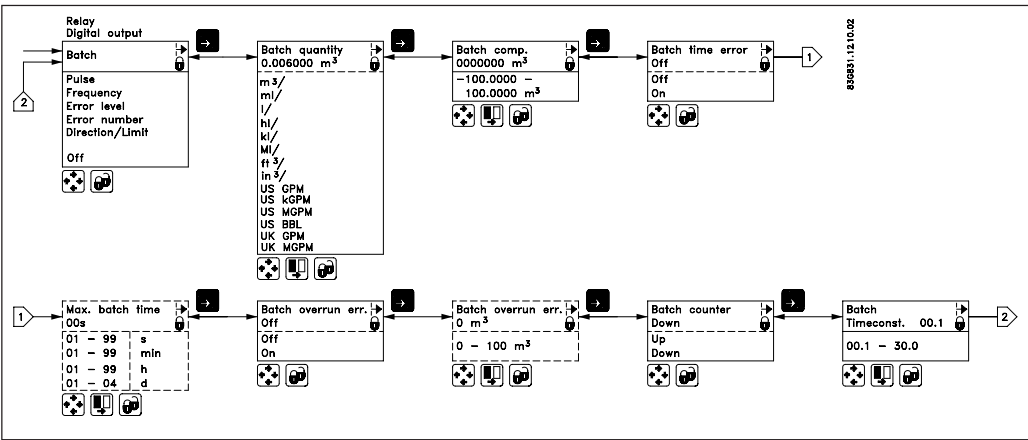 Relay
Digital output
Batch
Pulse
Frequency
Error level
Error number
Direction/Limit
Off
2
Batch quantity
0.006000 m³
m³/
ml/
l/
hl/
kl/
Ml/
ft³/
in³/
US GPM
US kGPM
US MGPM
US BBL
UK GPM
UK MGPM
Batch comp.
0000000 m³
-100.0000 -
100.0000 m³
Batch time error
Off
Off
On
1
83G831.12.10.02
1
Max. batch time
00s
01 - 99 s
01 - 99 min
01 - 99 h
01 - 04 d
Batch overrun err.
Off
Off
On
Batch overrun err.
0 m³
0 - 100 m³
Batch counter
Down
Up
Down
Batch
Timeconst. 00.1
00.1 - 30.0
2